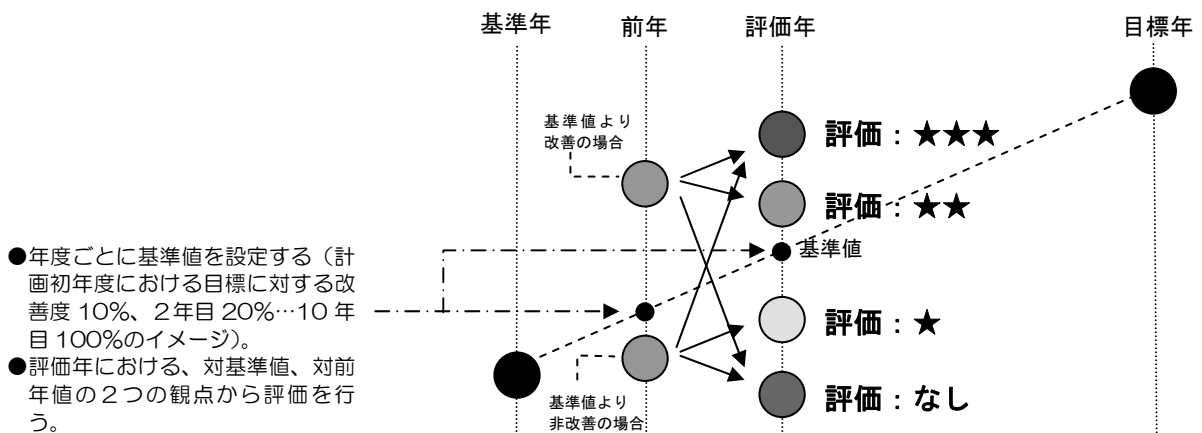 基準年
前年
評価年
目標年
基準値より
改善の場合
評価：★★★
評価：★★
基準値
●年度ごとに基準値を設定する（計
画初年度における目標に対する改
善度 10%、２年目 20%…10 年
目 100%のイメージ）。
●評価年における、対基準値、対前
年値の２つの観点から評価を行
う。
評価：★
基準値より
非改善の場合
評価：なし